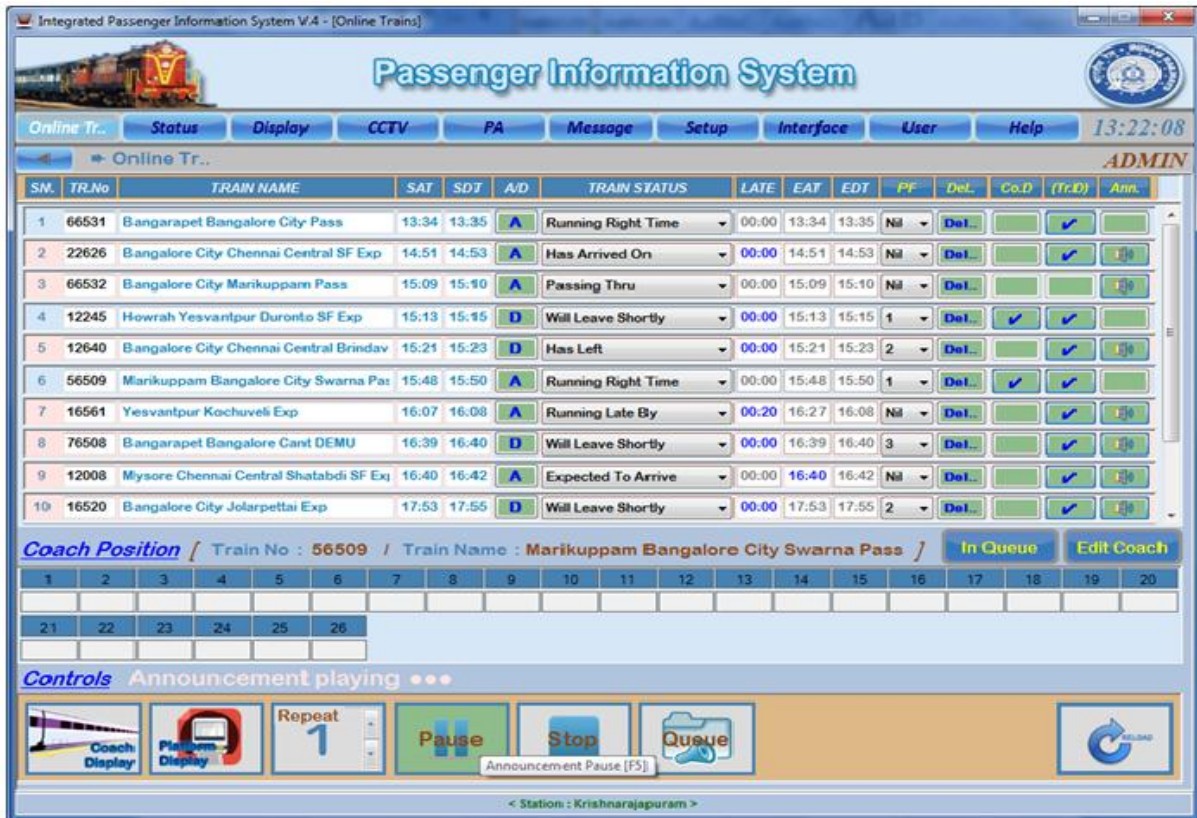 Integrated Passenger Information System V.4 - [Online Trains]
Passenger Information System
Online Tr.. Status Display CCTV PA Message Setup Interface User Help 13:22:08
Online Tr.. ADMIN
SN. TR.No TRAIN NAME SAT SDT A/D TRAIN STATUS LATE EAT EDT PF Del.. Co.D (Tr.D) Ann.
1 66531 Bangarapet Bangalore City Pass 13:34 13:35 A Running Right Time 00:00 13:34 13:35 Nil Del..
2 22626 Bangalore City Chennai Central SF Exp 14:51 14:53 A Has Arrived On 00:00 14:51 14:53 Nil Del..
3 66532 Bangalore City Marikuppam Pass 15:09 15:10 A Passing Thru 00:00 15:09 15:10 Nil Del..
4 12245 Howrah Yesvantpur Duronto SF Exp 15:13 15:15 D Will Leave Shortly 00:00 15:13 15:15 1 Del..
5 12640 Bangalore City Chennai Central Brindav 15:21 15:23 D Has Left 00:00 15:21 15:23 2 Del..
6 56509 Marikuppam Bangalore City Swarna Pas 15:48 15:50 A Running Right Time 00:00 15:48 15:50 1 Del..
7 16561 Yesvantpur Kochuveli Exp 16:07 16:08 A Running Late By 00:20 16:27 16:08 Nil Del..
8 76508 Bangarapet Bangalore Cant DEMU 16:39 16:40 D Will Leave Shortly 00:00 16:39 16:40 3 Del..
9 12008 Mysore Chennai Central Shatabdi SF Exp 16:40 16:42 A Expected To Arrive 00:00 16:40 16:42 Nil Del..
10 16520 Bangalore City Jolarpettai Exp 17:53 17:55 D Will Leave Shortly 00:00 17:53 17:55 2 Del..
Coach Position [ Train No : 56509 / Train Name : Marikuppam Bangalore City Swarna Pass ] In Queue Edit Coach
1 2 3 4 5 6 7 8 9 10 11 12 13 14 15 16 17 18 19 20
21 22 23 24 25 26
Controls Announcement playing •••
Coach Display
Platform Display
Repeat 1
Pause
Stop
Queue
RELOAD
Announcement Pause [F5]
< Station : Krishnarajapuram >